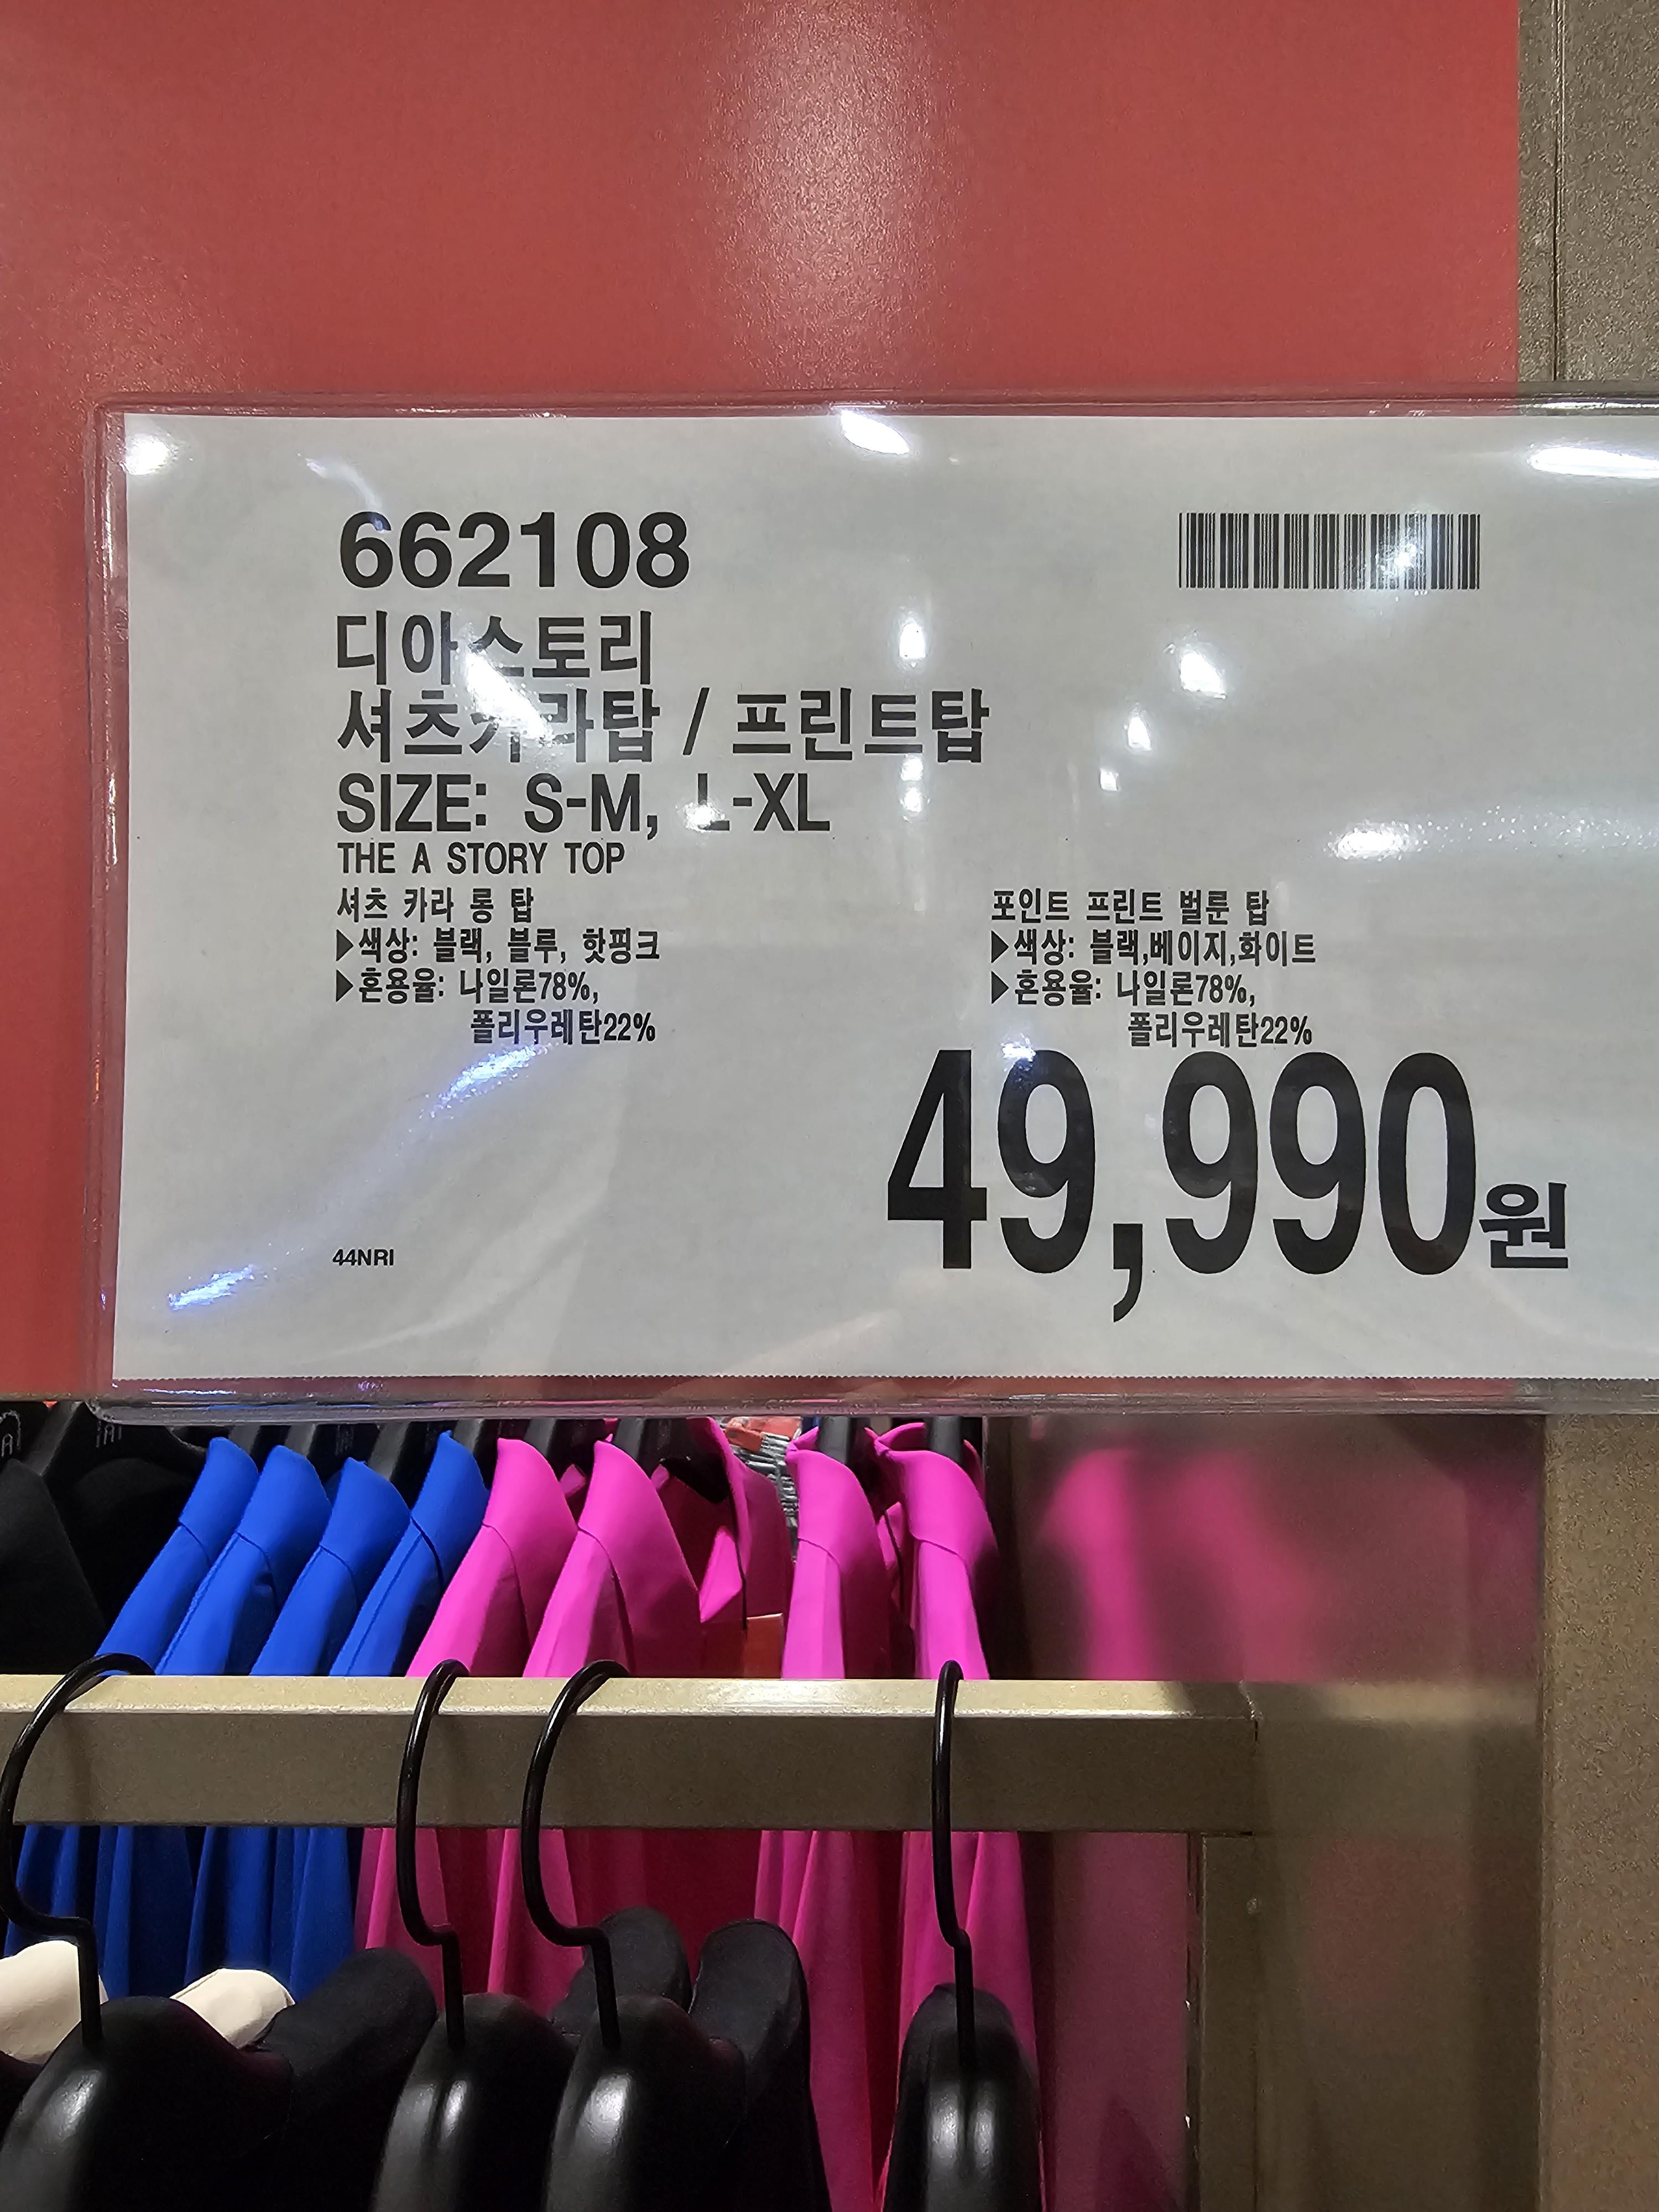 662108
디아스토리
셔츠카라탑 / 프린트탑
SIZE: S-M, L-XL
THE A STORY TOP
셔츠 카라 롱 탑
▶색상: 블랙, 블루, 핫핑크
▶혼용율: 나일론78%,
폴리우레탄22%
포인트 프린트 벌룬 탑
▶색상: 블랙,베이지,화이트
▶혼용율: 나일론78%,
폴리우레탄22%
49,990원
44NRI